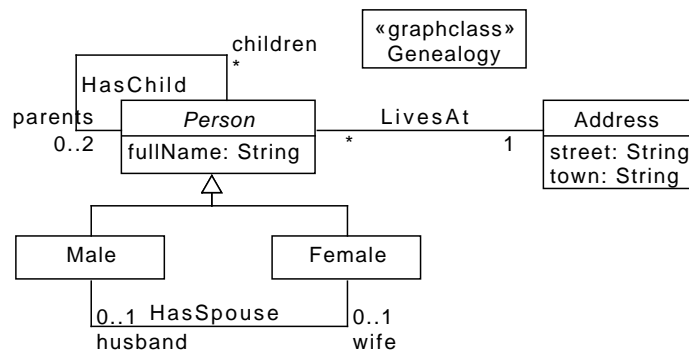 children
*
«graphclass»
Genealogy
HasChild
parents
0..2
Person
fullName: String
LivesAt
*
1
Address
street: String
town: String
Male
Female
0..1
HasSpouse
0..1
husband
wife